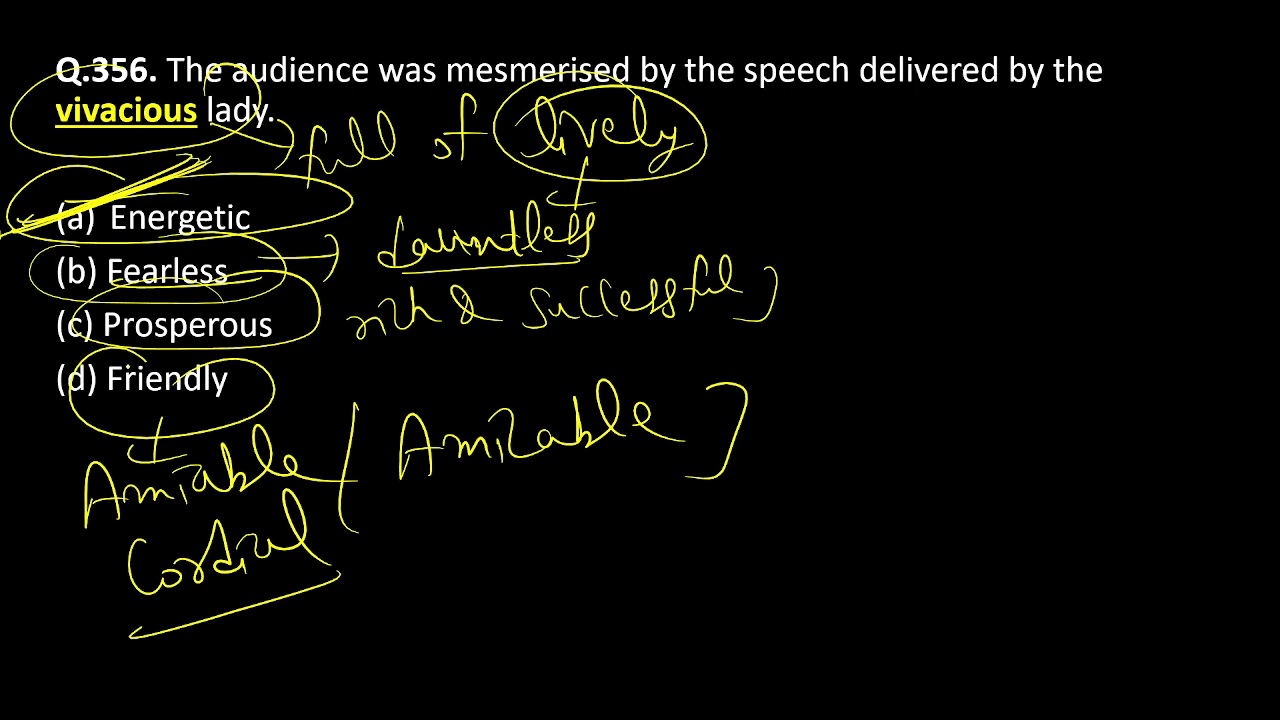 Q.356. The audience was mesmerised by the speech delivered by the
vivacious lady.
full of lively
(a) Energetic
dauntless
(b) Fearless
rich & successful
(c) Prosperous
(d) Friendly
Amiable / Amicable
Cordial